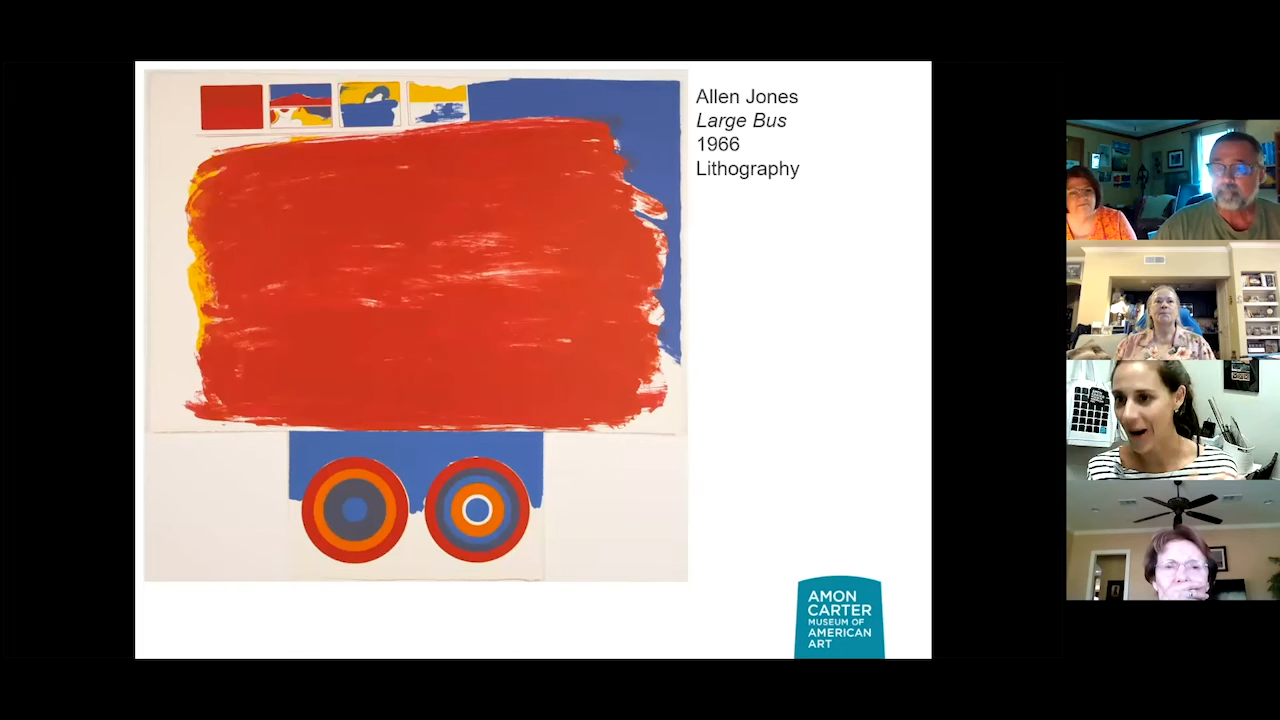 Allen Jones
Large Bus
1966
Lithography
AMON
CARTER
MUSEUM OF
AMERICAN
ART